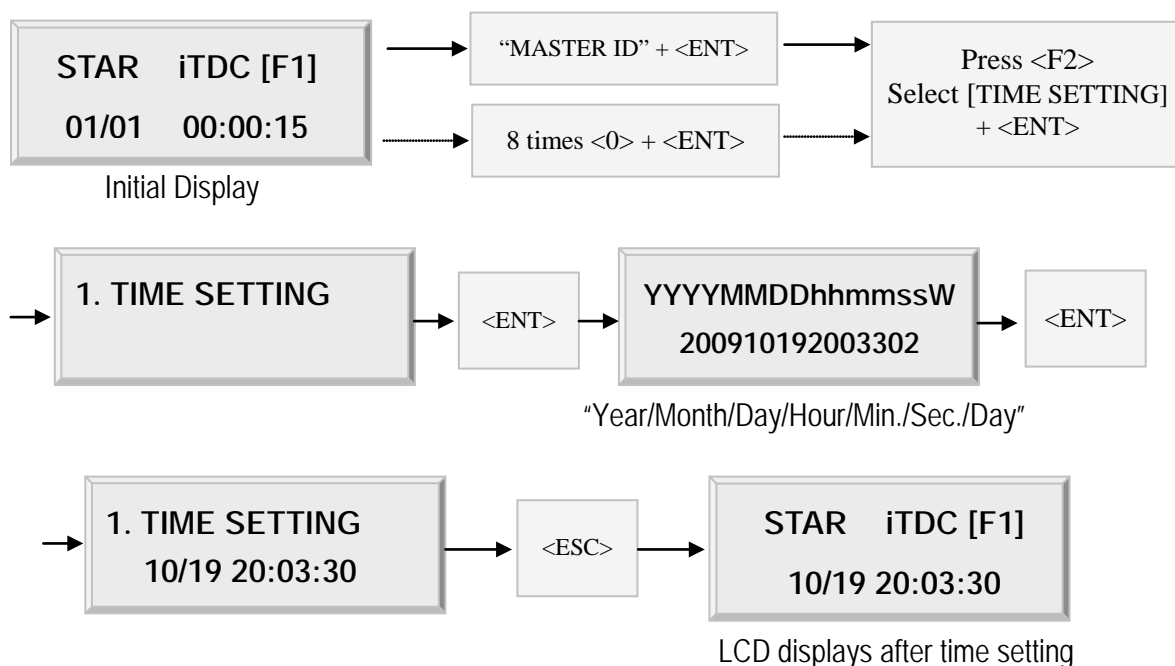 STAR iTDC [F1]
01/01 00:00:15
Initial Display
“MASTER ID” + <ENT>
8 times <0> + <ENT>
Press <F2>
Select [TIME SETTING]
+ <ENT>
1. TIME SETTING
<ENT>
YYYYMMDDhhmmssW
200910192003302
“Year/Month/Day/Hour/Min./Sec./Day”
<ENT>
1. TIME SETTING
10/19 20:03:30
<ESC>
STAR iTDC [F1]
10/19 20:03:30
LCD displays after time setting